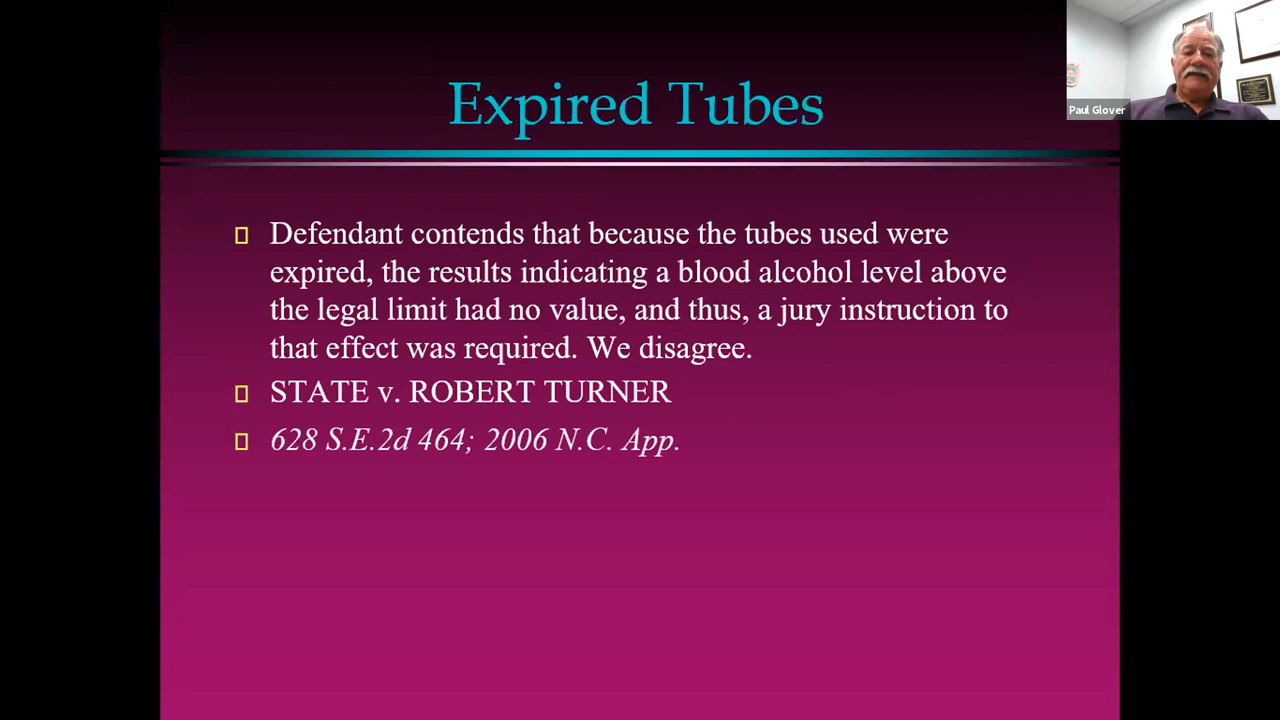 Expired Tubes
Paul Glover
Defendant contends that because the tubes used were
expired, the results indicating a blood alcohol level above
the legal limit had no value, and thus, a jury instruction to
that effect was required. We disagree.
STATE v. ROBERT TURNER
628 S.E.2d 464; 2006 N.C. App.